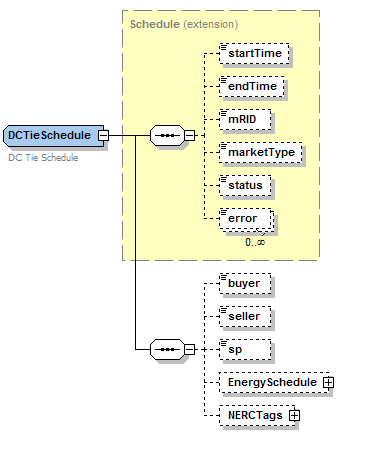 Schedule (extension)
startTime
endTime
mRID
marketType
status
error
0..∞
DCTieSchedule
DC Tie Schedule
buyer
seller
sp
EnergySchedule
NERCTags